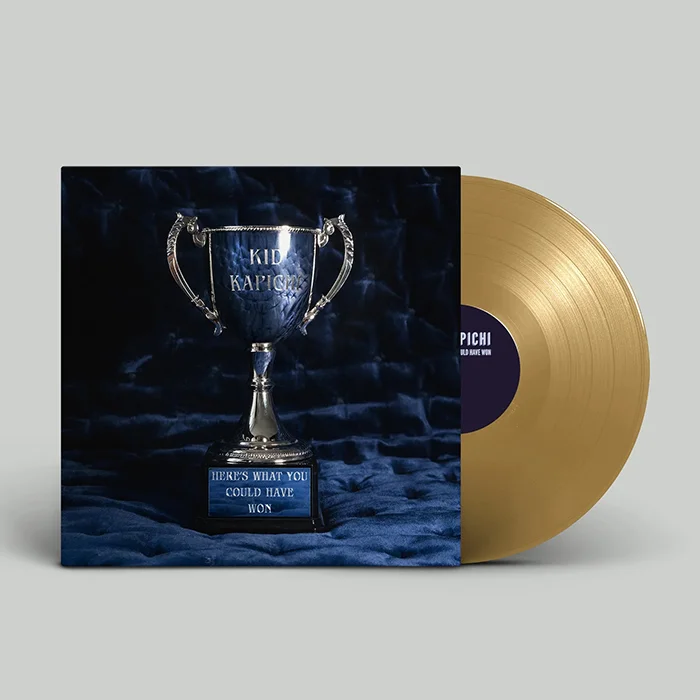 KID
KAPICHI
HERE'S WHAT YOU
COULD HAVE
WON
PICHI
ULD HAVE WON